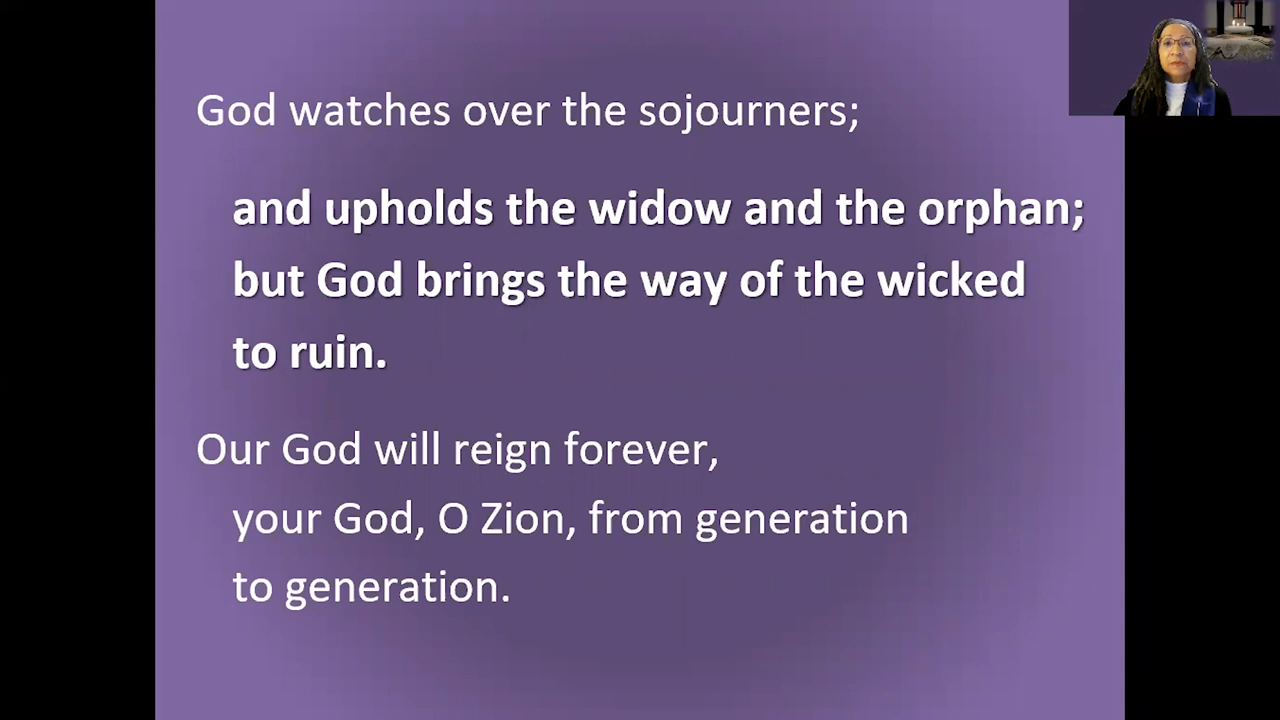 God watches over the sojourners;
and upholds the widow and the orphan;
but God brings the way of the wicked
to ruin.
Our God will reign forever,
your God, O Zion, from generation
to generation.